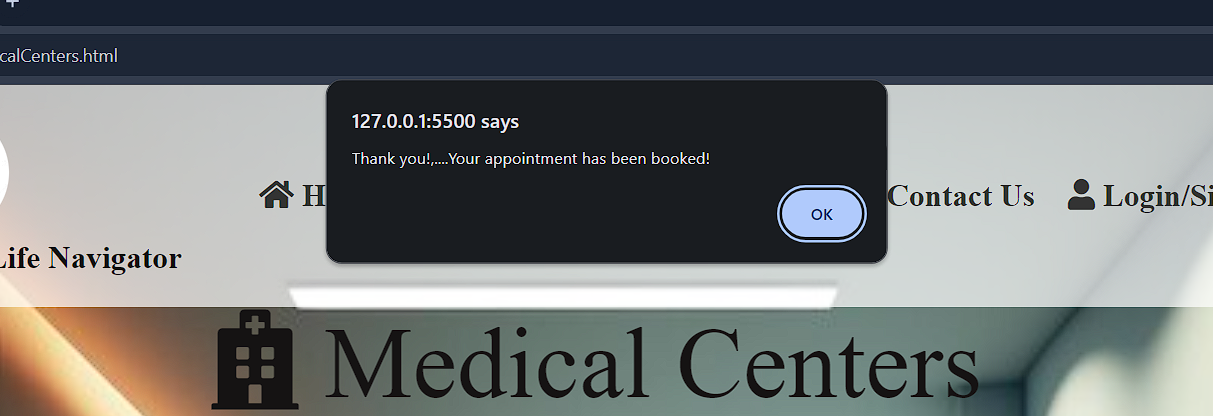 calCenters.html
127.0.0.1:5500 says
Thank you!,....Your appointment has been booked!
OK
H
Contact Us
Login/Si
Life Navigator
Medical Centers